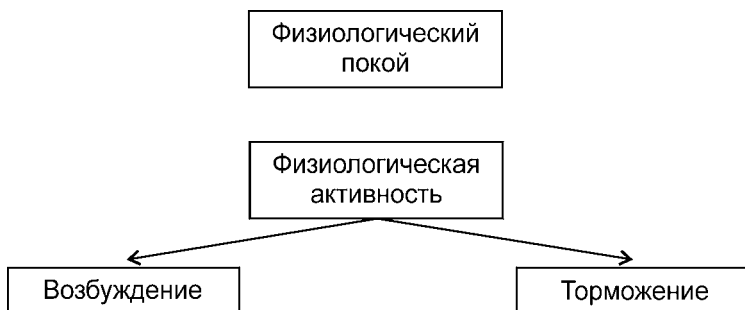 Физиологический
покой
Физиологическая
активность
Возбуждение
Торможение